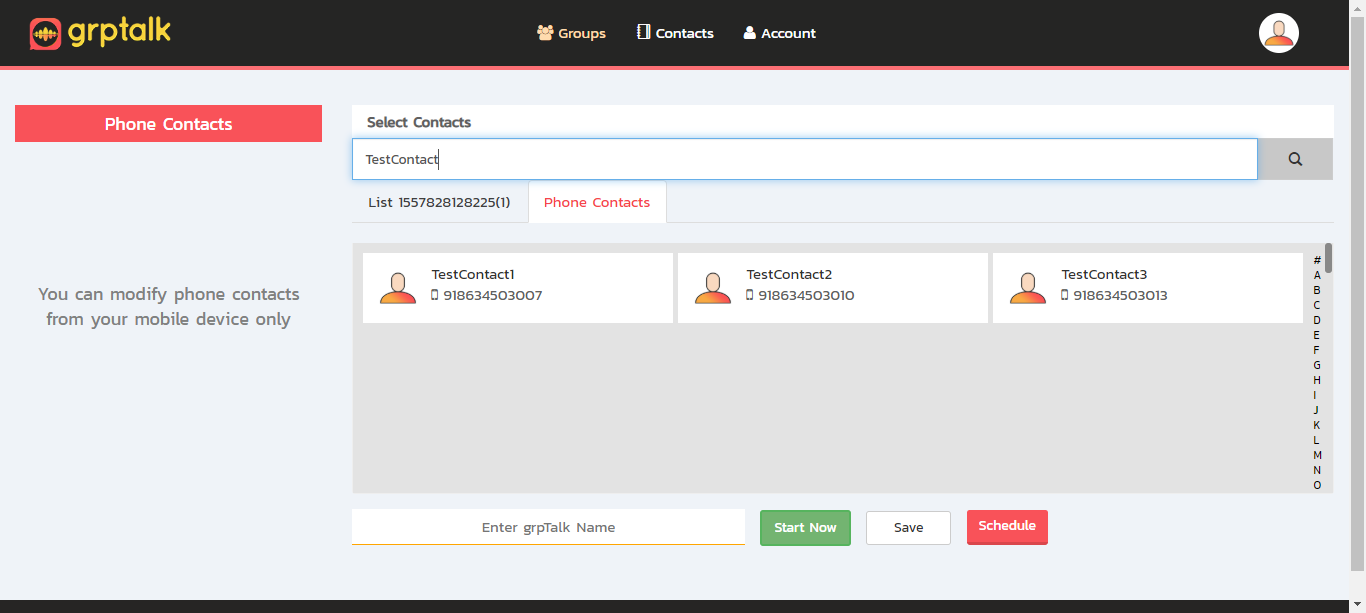 grptalk
Groups
Contacts
Account
Phone Contacts
You can modify phone contacts
from your mobile device only
Select Contacts
TestContact
List 1557828128225(1)
Phone Contacts
TestContact1
918634503007
TestContact2
918634503010
TestContact3
918634503013
#
A
B
C
D
E
F
G
H
I
J
K
L
M
N
O
Enter grpTalk Name
Start Now
Save
Schedule